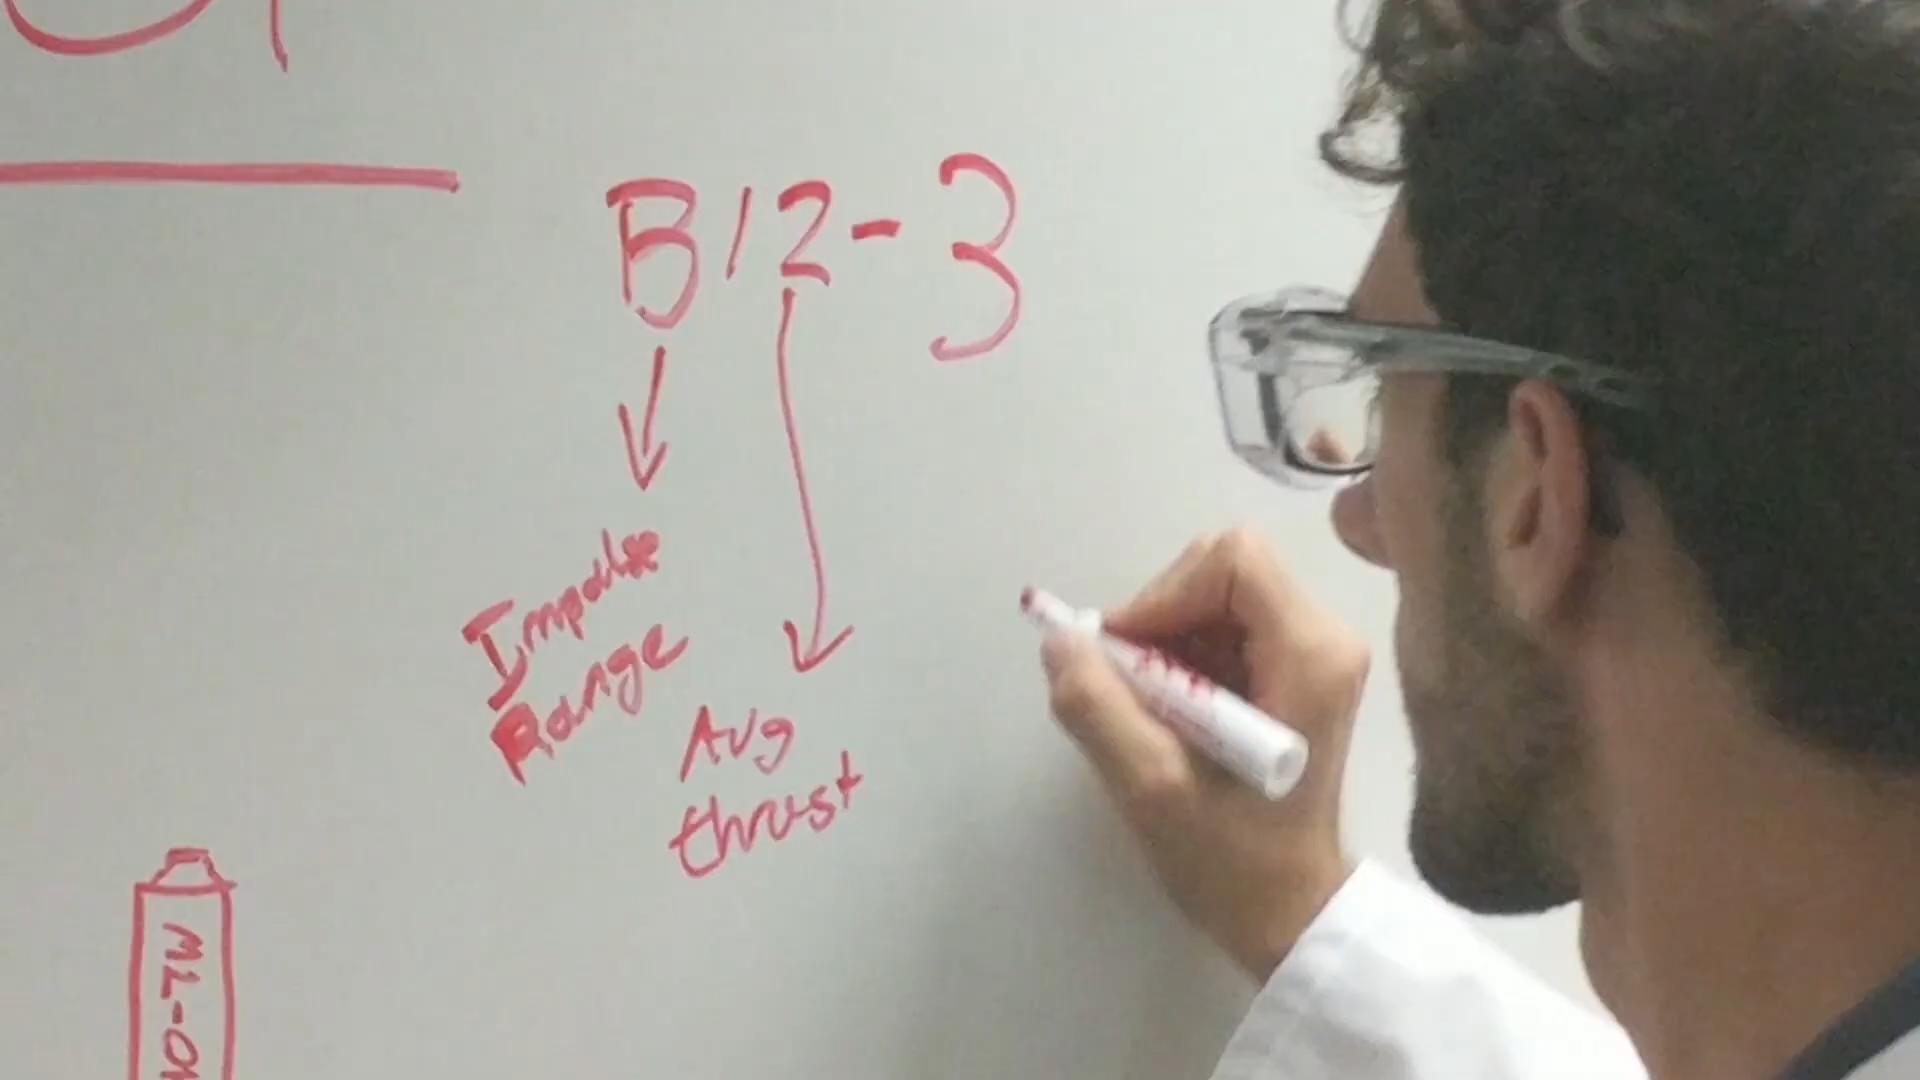 B12-3
Impulse
Range
Avg
thrust